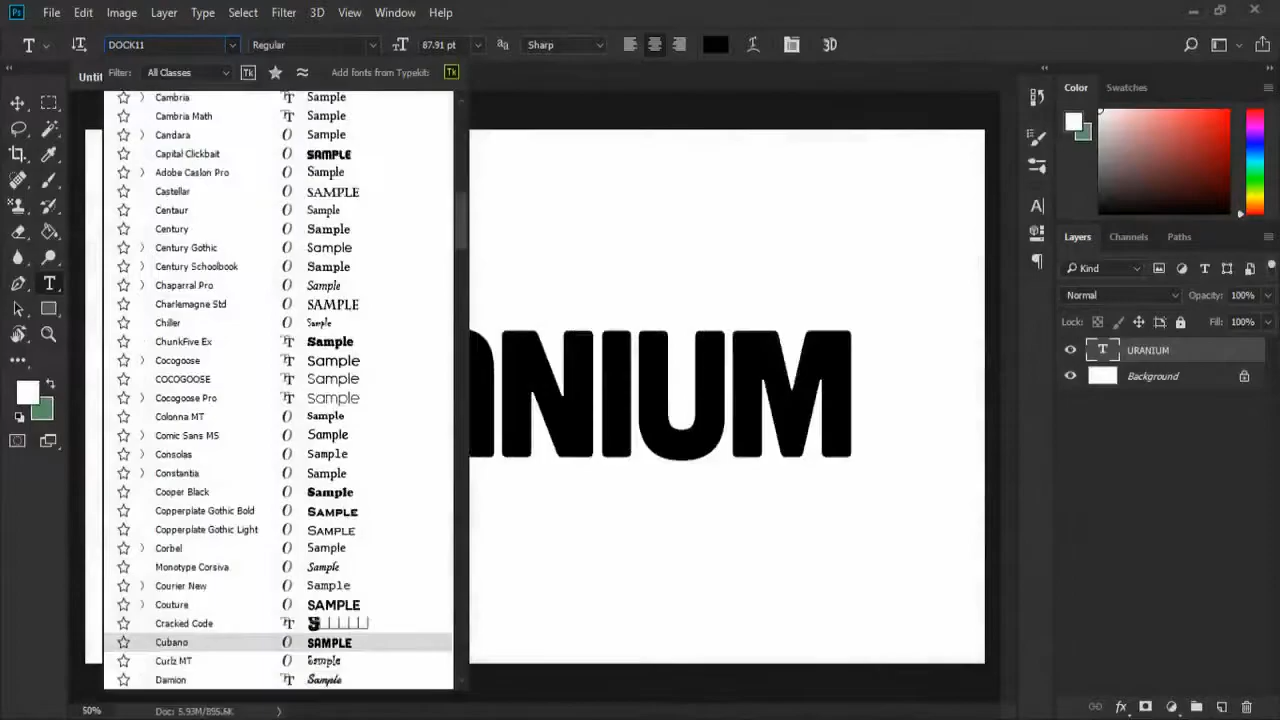 Ps File Edit Image Layer Type Select Filter 3D View Window Help
T DOCK11 Regular 87.91 pt Sharp 3D
Filter: All Classes Tk Add fonts from Typekit: Tk
Untit
Cambria Sample
Cambria Math Sample
Candara Sample
Capital Clickbait SAMPLE
Adobe Caslon Pro Sample
Castellar SAMPLE
Centaur Sample
Century Sample
Century Gothic Sample
Century Schoolbook Sample
Chaparral Pro Sample
Charlemagne Std SAMPLE
Chiller Sample
ChunkFive Ex Sample
Cocogoose Sample
COCOGOOSE Sample
Cocogoose Pro Sample
Colonna MT Sample
Comic Sans MS Sample
Consolas Sample
Constantia Sample
Cooper Black Sample
Copperplate Gothic Bold SAMPLE
Copperplate Gothic Light SAMPLE
Corbel Sample
Monotype Corsiva Sample
Courier New Sample
Couture SAMPLE
Cracked Code S
Cubano SAMPLE
Curlz MT Sample
Damion Sample
ANIUM
Color Swatches
Layers Channels Paths
Kind
Normal Opacity: 100%
Lock: Fill: 100%
T URANIUM
Background
50% Doc: 5.93M/895.6K